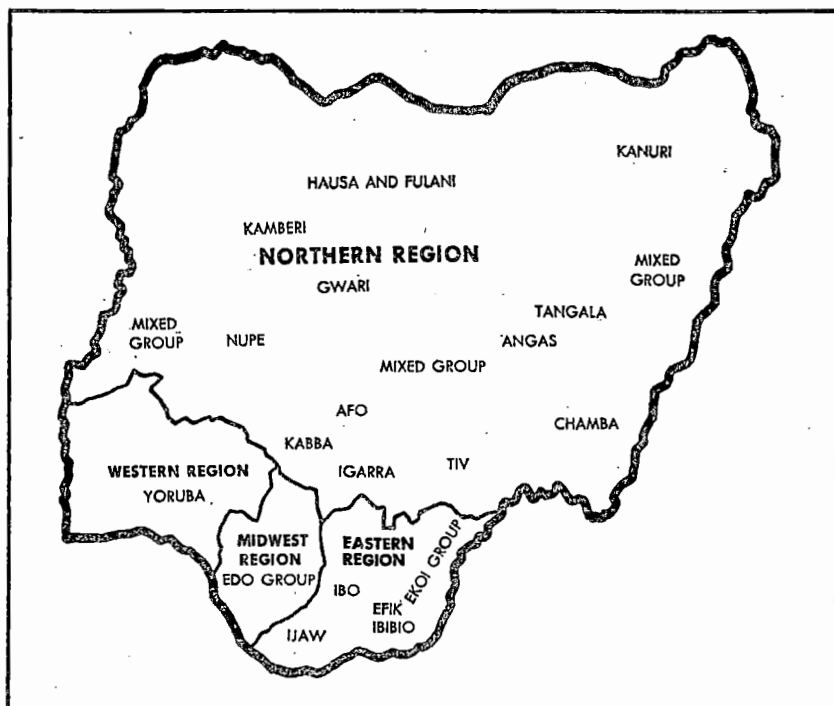 KANURI
HAUSA AND FULANI
KAMBERI
NORTHERN REGION
MIXED
GROUP
GWARI
TANGALA
MIXED
GROUP
NUPE
ANGAS
MIXED GROUP
AFO
CHAMBA
KABBA
IGARRA
TIV
WESTERN REGION
YORUBA
MIDWEST
REGION
EDO GROUP
EASTERN
REGION
EKOI GROUP
IBO
EFIK
IBIBIO
IJAW